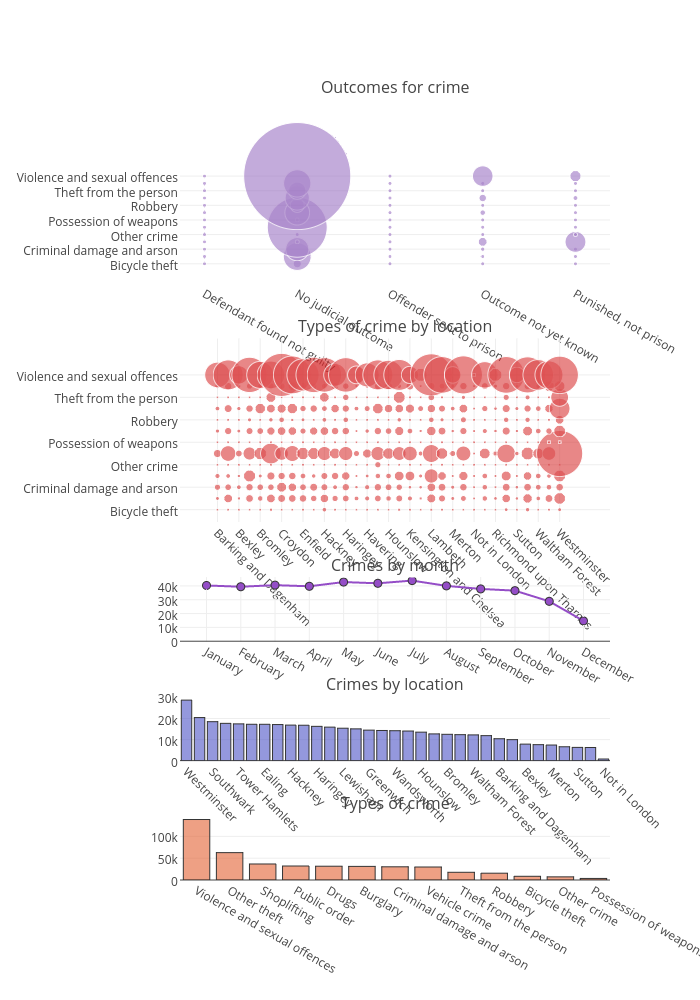 Outcomes for crime
Violence and sexual offences
Theft from the person
Robbery
Possession of weapons
Other crime
Criminal damage and arson
Bicycle theft
Defendant found not guilty
No judicial outcome
Offender sent to prison
Outcome not yet known
Punished, not prison
Types of crime by location
Violence and sexual offences
Theft from the person
Robbery
Possession of weapons
Other crime
Criminal damage and arson
Bicycle theft
Barking and Dagenham
Bexley
Bromley
Croydon
Enfield
Hackney
Haringey
Havering
Hounslow
Kensington and Chelsea
Lambeth
Merton
Not in London
Richmond upon Thames
Sutton
Waltham Forest
Westminster
Crimes by month
40k
30k
20k
10k
0
January
February
March
April
May
June
July
August
September
October
November
December
Crimes by location
30k
20k
10k
0
Westminster
Southwark
Tower Hamlets
Ealing
Hackney
Haringey
Lewisham
Greenwich
Wandsworth
Hounslow
Bromley
Waltham Forest
Barking and Dagenham
Bexley
Merton
Sutton
Not in London
Types of crime
100k
50k
0
Violence and sexual offences
Other theft
Shoplifting
Public order
Drugs
Burglary
Criminal damage and arson
Vehicle crime
Theft from the person
Robbery
Bicycle theft
Other crime
Possession of weapons